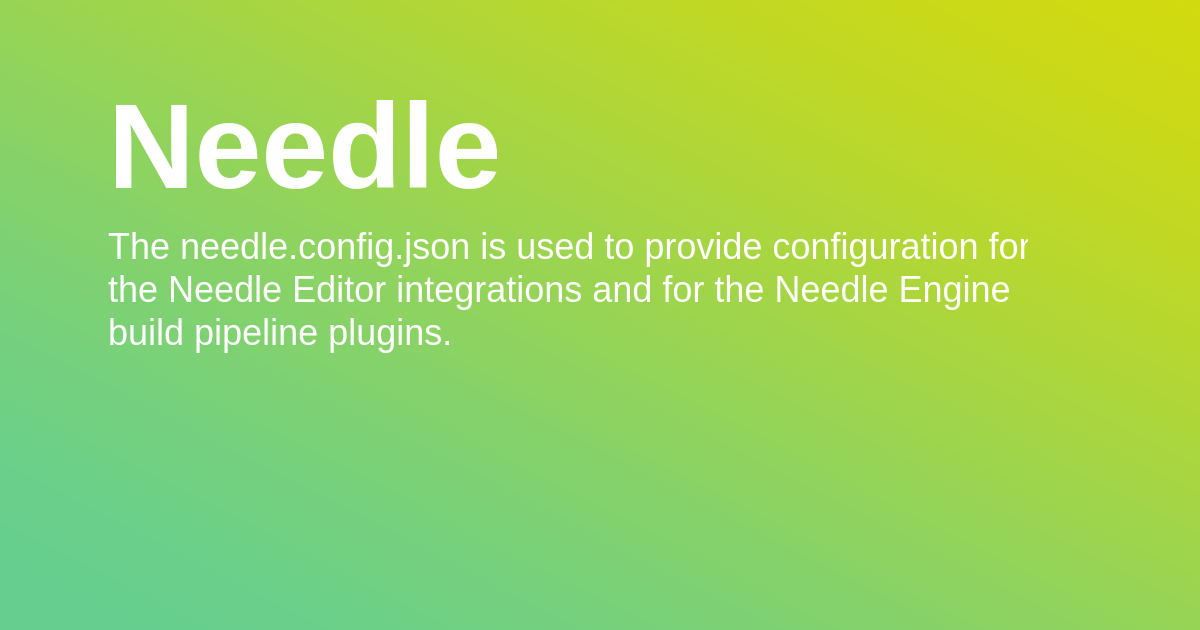 Needle
The needle.config.json is used to provide configuration for
the Needle Editor integrations and for the Needle Engine
build pipeline plugins.